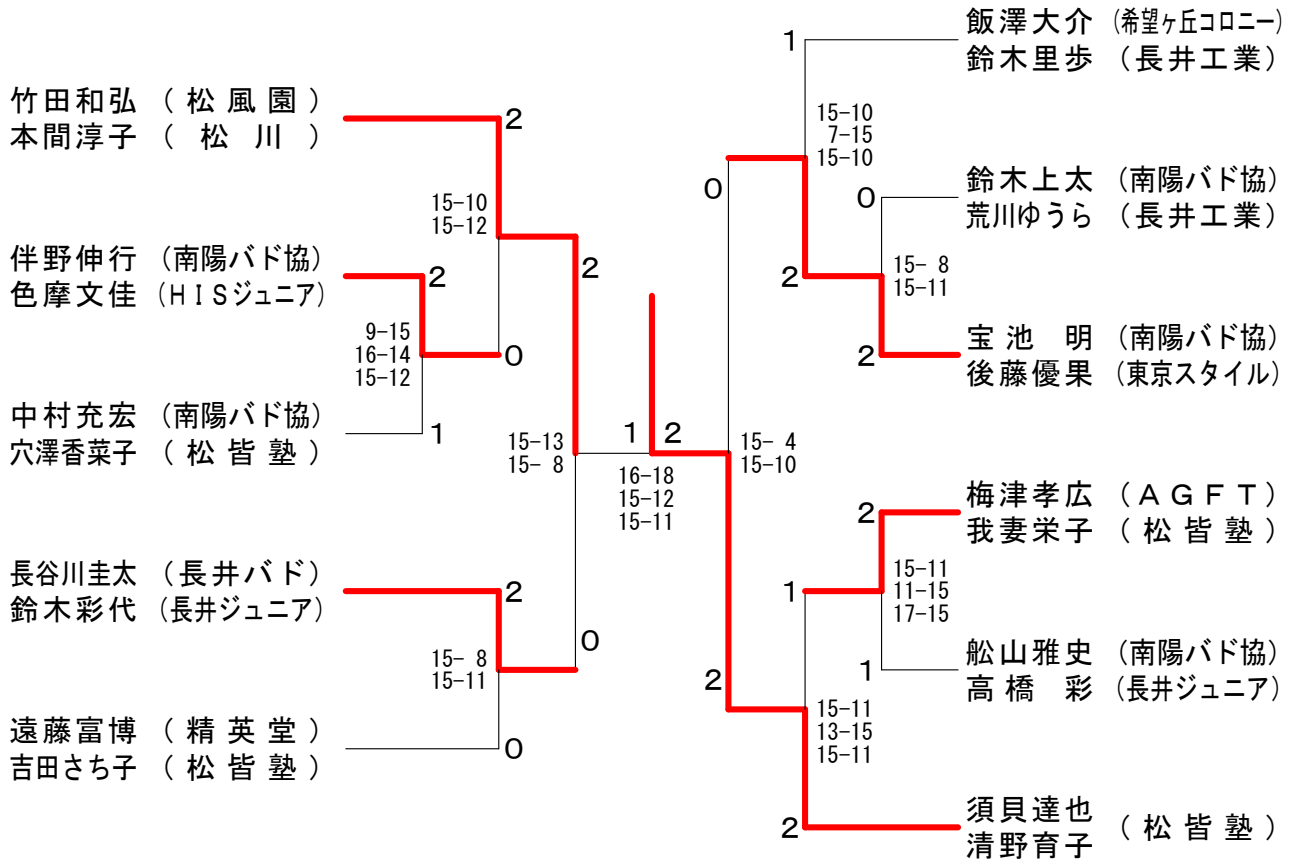 竹田和弘 （ 松 風 園 ）
本間淳子 （ 松 川 ）
2
15-10
15-12
伴野伸行 （南陽バド協）
色摩文佳 （ＨＩＳジュニア）
2
9-15
16-14
15-12
0
中村充宏 （南陽バド協）
穴澤香菜子 （ 松 皆 塾 ）
1
2
15-13
15- 8
長谷川圭太 （長井バド）
鈴木彩代 （長井ジュニア）
2
15- 8
15-11
0
遠藤富博 （ 精 英 堂 ）
吉田さち子 （ 松 皆 塾 ）
0
1
2
16-18
15-12
15-11
飯澤大介 （希望ヶ丘コロニー）
鈴木里歩 （長井工業）
1
15-10
7-15
15-10
0
鈴木上太 （南陽バド協）
荒川ゆうら （長井工業）
0
2
15- 8
15-11
宝 池 明 （南陽バド協）
後藤優果 （東京スタイル）
2
15- 4
15-10
梅津孝広 （ＡＧＦＴ）
我妻栄子 （ 松 皆 塾 ）
2
15-11
11-15
17-15
1
舩山雅史 （南陽バド協）
高 橋 彩 （長井ジュニア）
1
2
15-11
13-15
15-11
須貝達也
清野育子 （ 松 皆 塾 ）
2